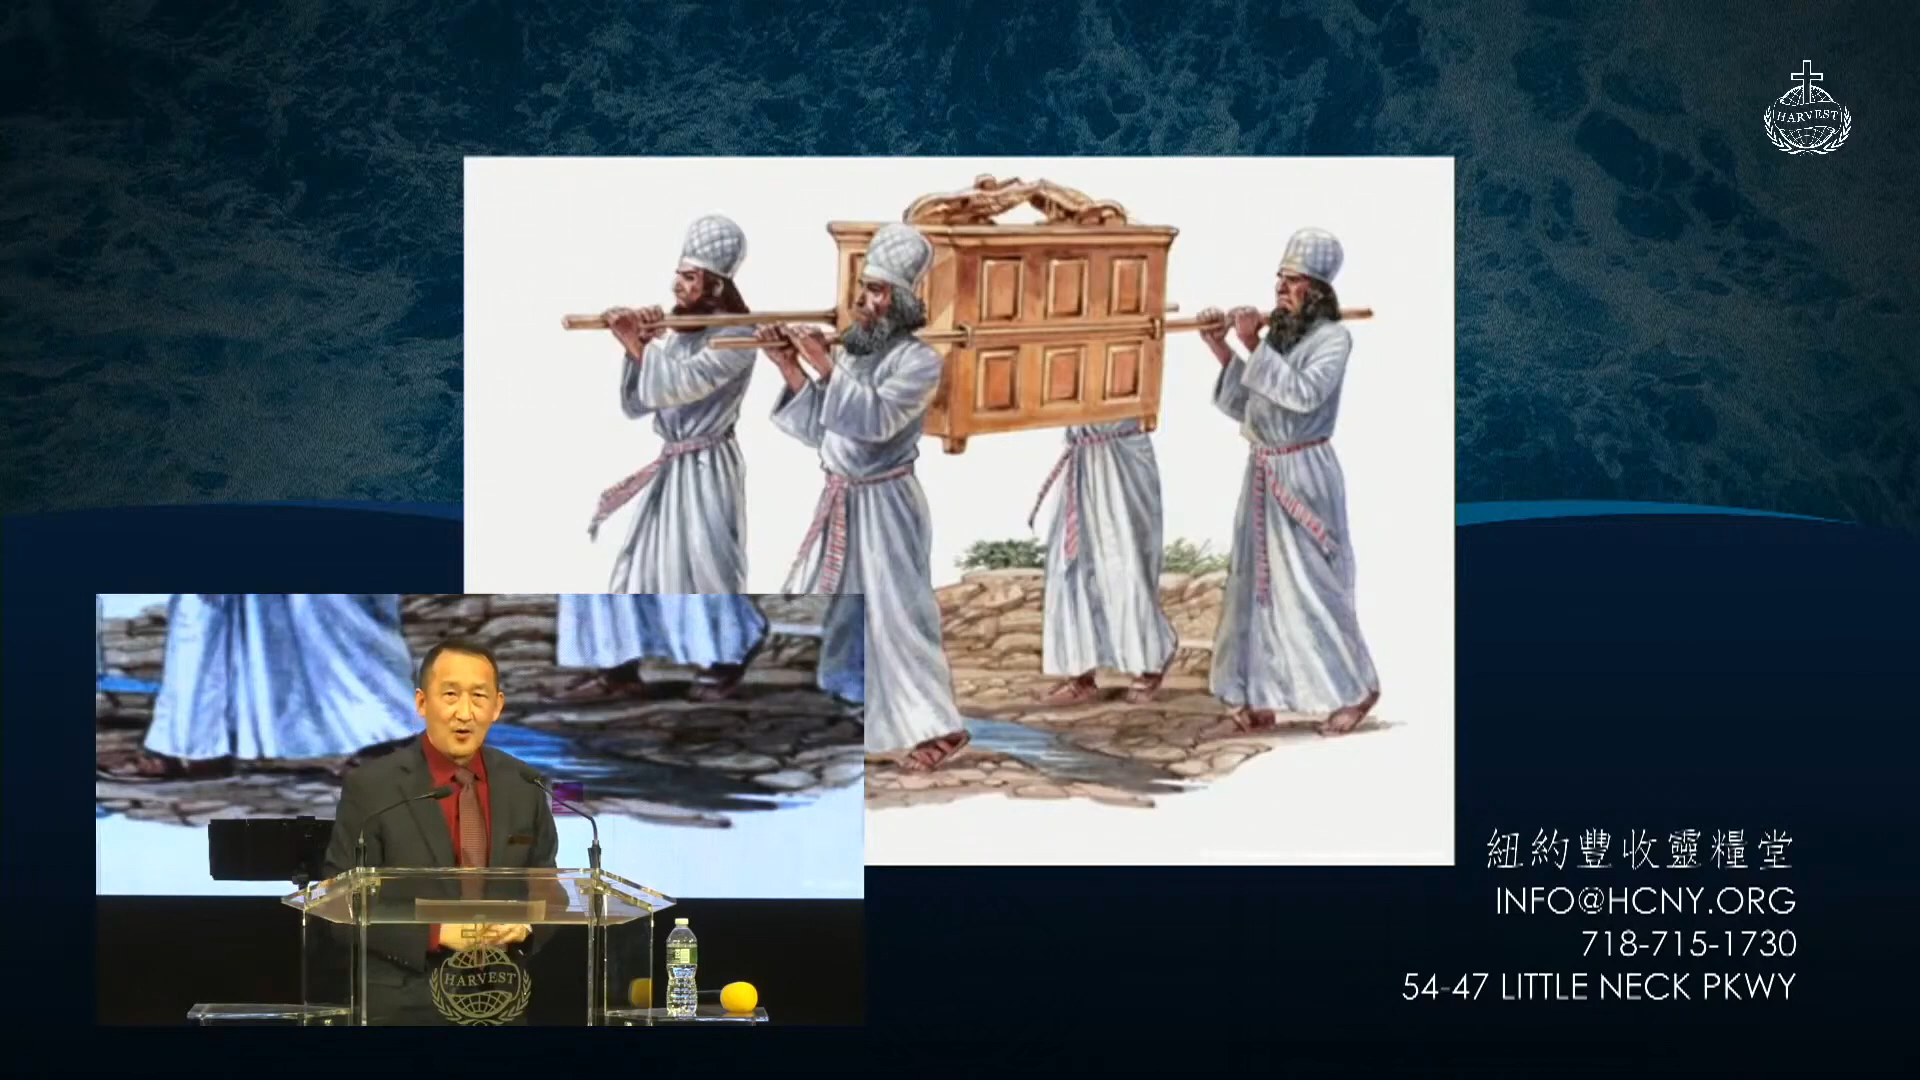 HARVEST
紐約豐收靈糧堂
INFO@HCNY.ORG
718-715-1730
54-47 LITTLE NECK PKWY
HARVEST